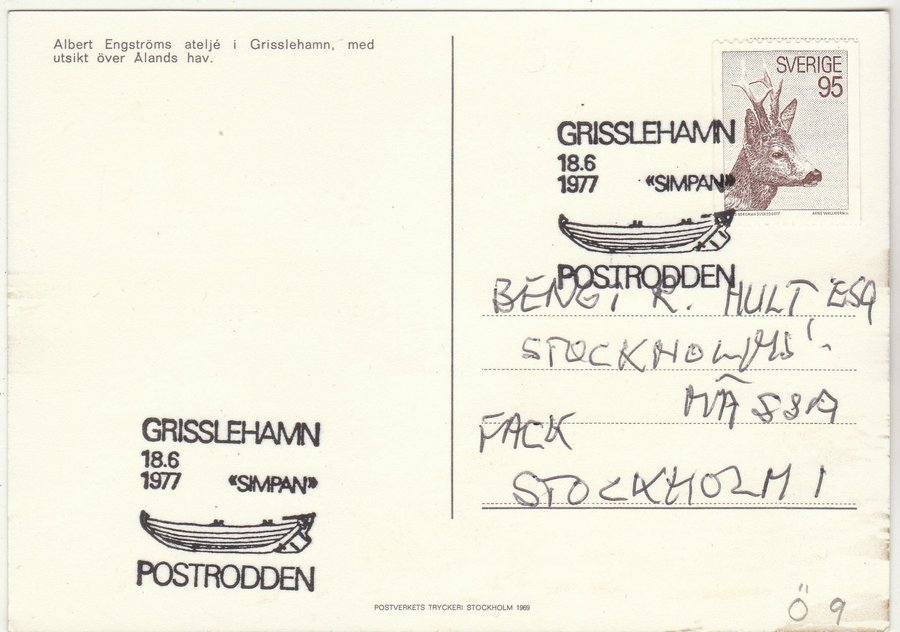 Albert Engströms ateljé i Grisslehamn, med
utsikt över Ålands hav.
SVERIGE
95
GRISSLEHAMN
18.6
1977 «SIMPAN»
POSTRODDEN
BENGT R. HULT ESQ
STOCKHOLMS
MÄSSA
FACK
STOCKHOLM 1
GRISSLEHAMN
18.6
1977 «SIMPAN»
POSTRODDEN
POSTVERKETS TRYCKERI STOCKHOLM 1969
Ö 9